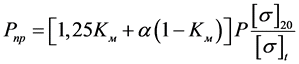 P_пр = [1,25K_м + α(1 − K_м)]P [σ]_20 / [σ]_t